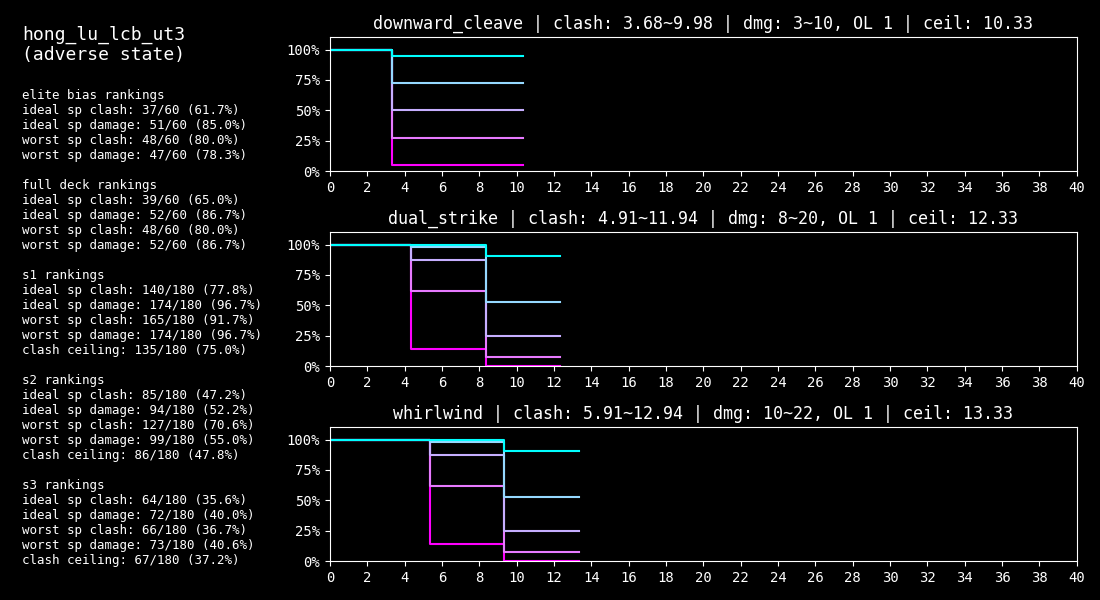 hong_lu_lcb_ut3
(adverse state)
elite bias rankings
ideal sp clash: 37/60 (61.7%)
ideal sp damage: 51/60 (85.0%)
worst sp clash: 48/60 (80.0%)
worst sp damage: 47/60 (78.3%)
full deck rankings
ideal sp clash: 39/60 (65.0%)
ideal sp damage: 52/60 (86.7%)
worst sp clash: 48/60 (80.0%)
worst sp damage: 52/60 (86.7%)
s1 rankings
ideal sp clash: 140/180 (77.8%)
ideal sp damage: 174/180 (96.7%)
worst sp clash: 165/180 (91.7%)
worst sp damage: 174/180 (96.7%)
clash ceiling: 135/180 (75.0%)
s2 rankings
ideal sp clash: 85/180 (47.2%)
ideal sp damage: 94/180 (52.2%)
worst sp clash: 127/180 (70.6%)
worst sp damage: 99/180 (55.0%)
clash ceiling: 86/180 (47.8%)
s3 rankings
ideal sp clash: 64/180 (35.6%)
ideal sp damage: 72/180 (40.0%)
worst sp clash: 66/180 (36.7%)
worst sp damage: 73/180 (40.6%)
clash ceiling: 67/180 (37.2%)
downward_cleave | clash: 3.68~9.98 | dmg: 3~10, OL 1 | ceil: 10.33
100%
75%
50%
25%
0%
0 2 4 6 8 10 12 14 16 18 20 22 24 26 28 30 32 34 36 38 40
dual_strike | clash: 4.91~11.94 | dmg: 8~20, OL 1 | ceil: 12.33
100%
75%
50%
25%
0%
0 2 4 6 8 10 12 14 16 18 20 22 24 26 28 30 32 34 36 38 40
whirlwind | clash: 5.91~12.94 | dmg: 10~22, OL 1 | ceil: 13.33
100%
75%
50%
25%
0%
0 2 4 6 8 10 12 14 16 18 20 22 24 26 28 30 32 34 36 38 40